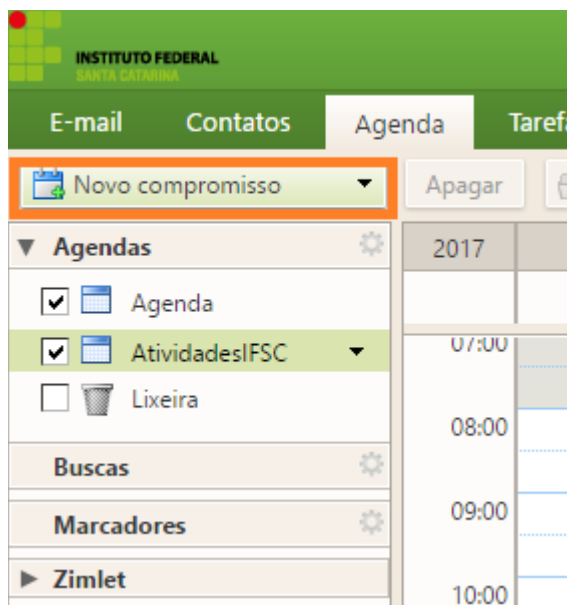 INSTITUTO FEDERAL
SANTA CATARINA
E-mail Contatos Agenda
Novo compromisso Apagar
Agendas 2017
Agenda
AtividadesIFSC 07:00
Lixeira
08:00
Buscas
Marcadores 09:00
Zimlet
10:00